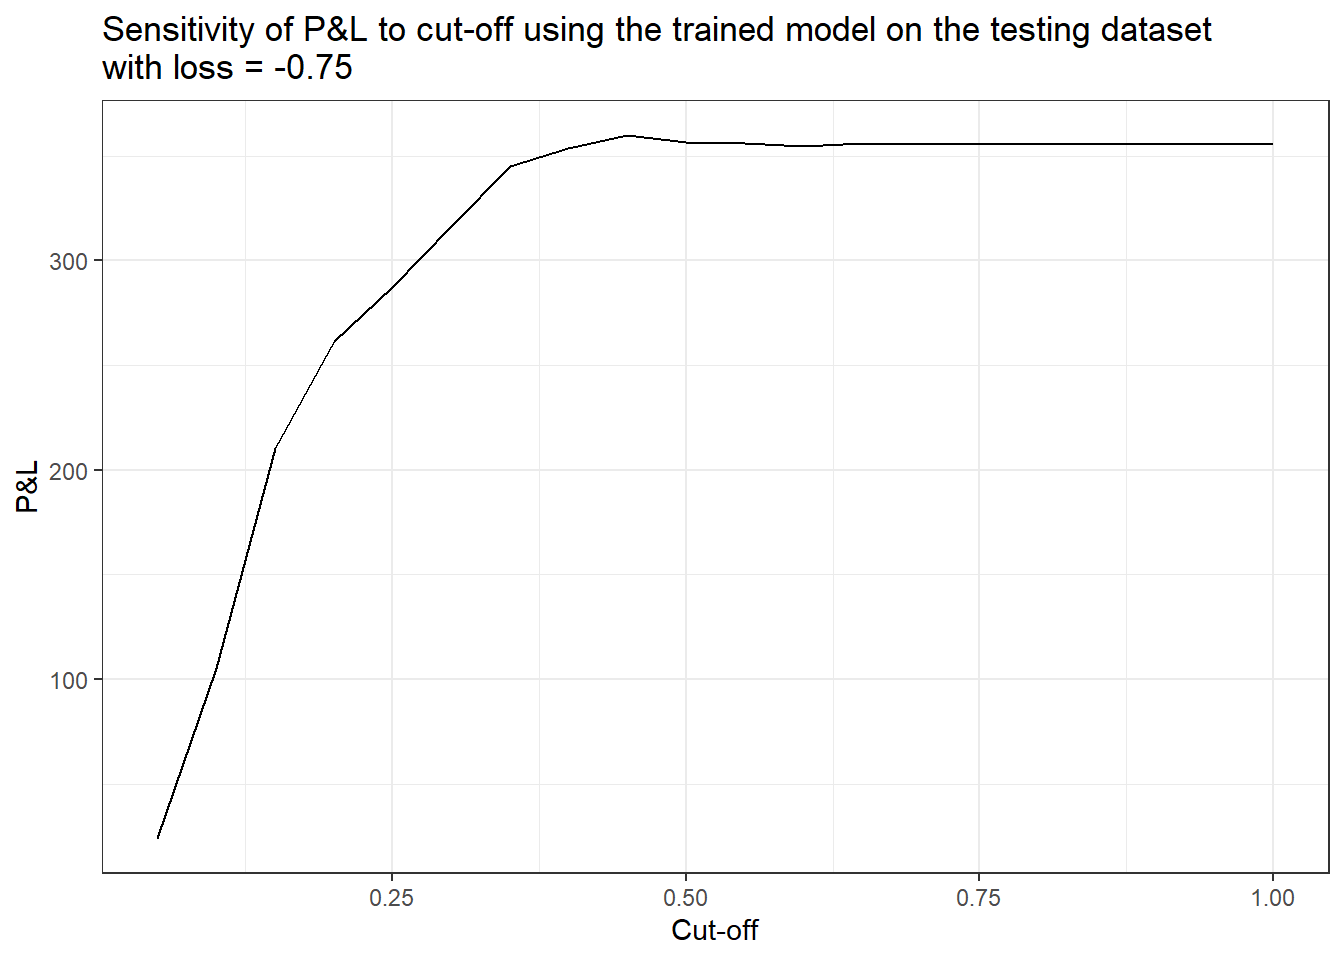 Sensitivity of P&L to cut-off using the trained model on the testing dataset
with loss = -0.75
300
200
100
P&L
0.25
0.50
0.75
1.00
Cut-off